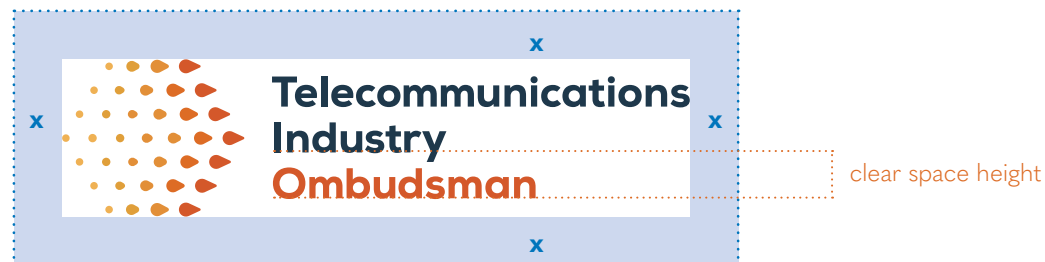 x
Telecommunications
x
x
Industry
Ombudsman
clear space height
x